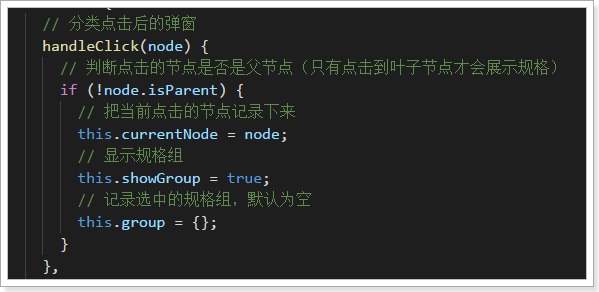 // 分类点击后的弹窗
handleClick(node) {
// 判断点击的节点是否是父节点（只有点击到叶子节点才会展示规格）
if (!node.isParent) {
// 把当前点击的节点记录下来
this.currentNode = node;
// 显示规格组
this.showGroup = true;
// 记录选中的规格组，默认为空
this.group = {};
}
},